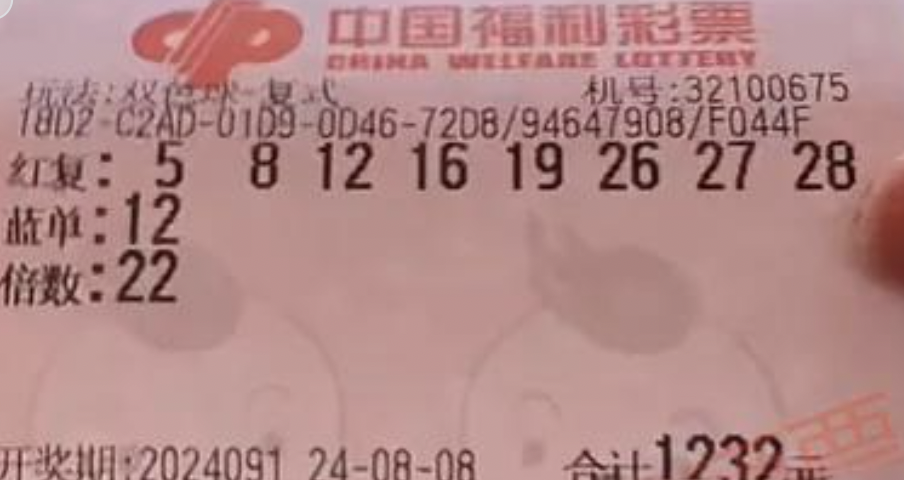 中国福利彩票
CHINA WELFARE LOTTERY
玩法:双色球-复式 机号:32100675
18D2-C2AD-01D9-0D46-72D8/94647908/F044F
红复: 5 8 12 16 19 26 27 28
蓝单:12
倍数:22
开奖期:2024091 24-08-08 合计1232元